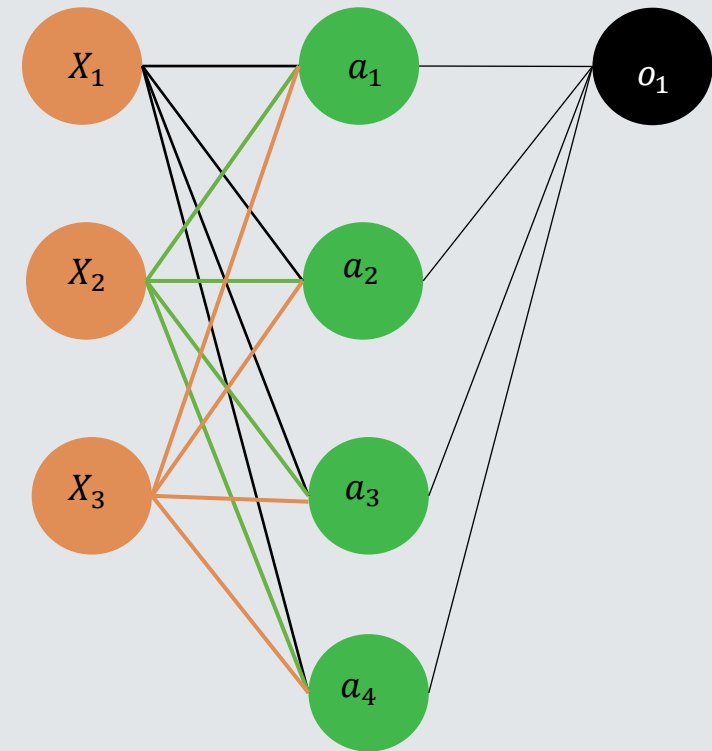 X₁ a₁ o₁
X₂ a₂
X₃ a₃
a₄